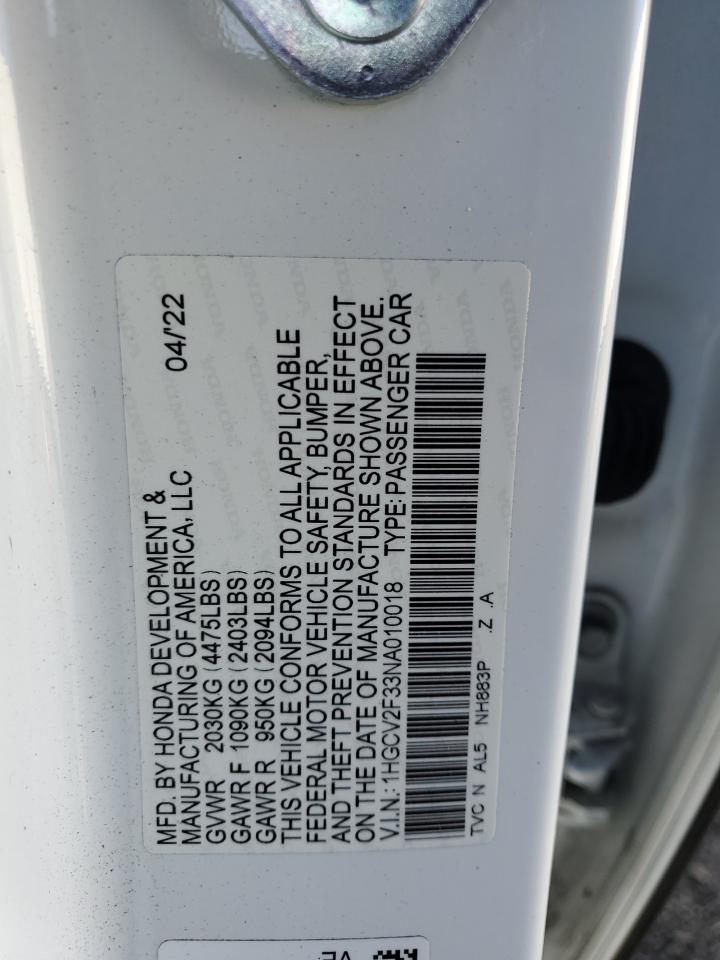 MFD. BY HONDA DEVELOPMENT &
MANUFACTURING OF AMERICA, LLC 04/'22
GVWR 2030KG (4475LBS)
GAWR F 1090KG (2403LBS)
GAWR R 950KG (2094LBS)
THIS VEHICLE CONFORMS TO ALL APPLICABLE
FEDERAL MOTOR VEHICLE SAFETY, BUMPER,
AND THEFT PREVENTION STANDARDS IN EFFECT
ON THE DATE OF MANUFACTURE SHOWN ABOVE.
V.I.N.: 1HGCV2F33NA010018 TYPE: PASSENGER CAR
TVC N AL5 NH883P .Z .A